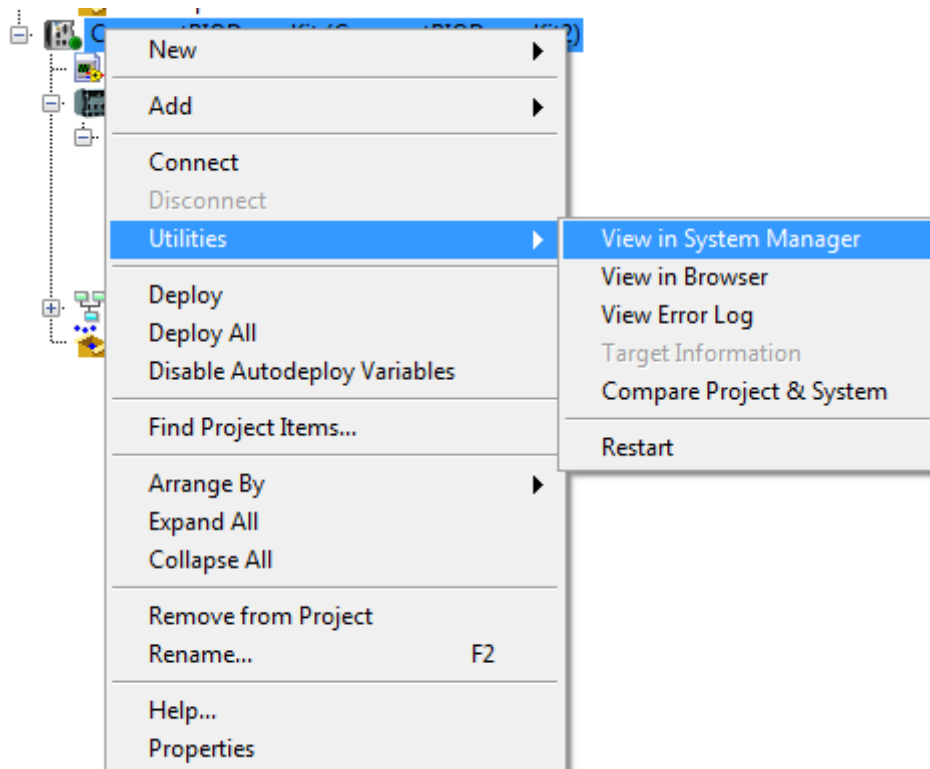 New
Add
Connect
Disconnect
Utilities
View in System Manager
View in Browser
View Error Log
Target Information
Compare Project & System
Restart
Deploy
Deploy All
Disable Autodeploy Variables
Find Project Items...
Arrange By
Expand All
Collapse All
Remove from Project
Rename... F2
Help...
Properties